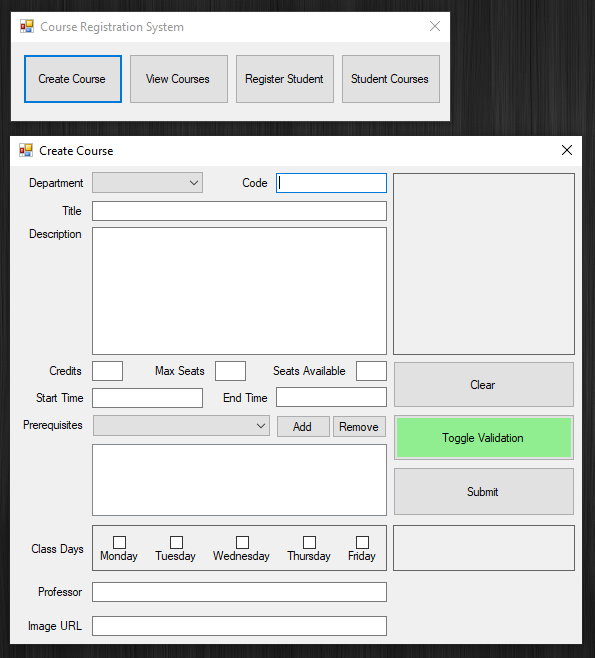 Course Registration System
Create Course View Courses Register Student Student Courses
Create Course
Department Code
Title
Description
Credits Max Seats Seats Available
Clear
Start Time End Time
Prerequisites Add Remove
Toggle Validation
Submit
Class Days Monday Tuesday Wednesday Thursday Friday
Professor
Image URL